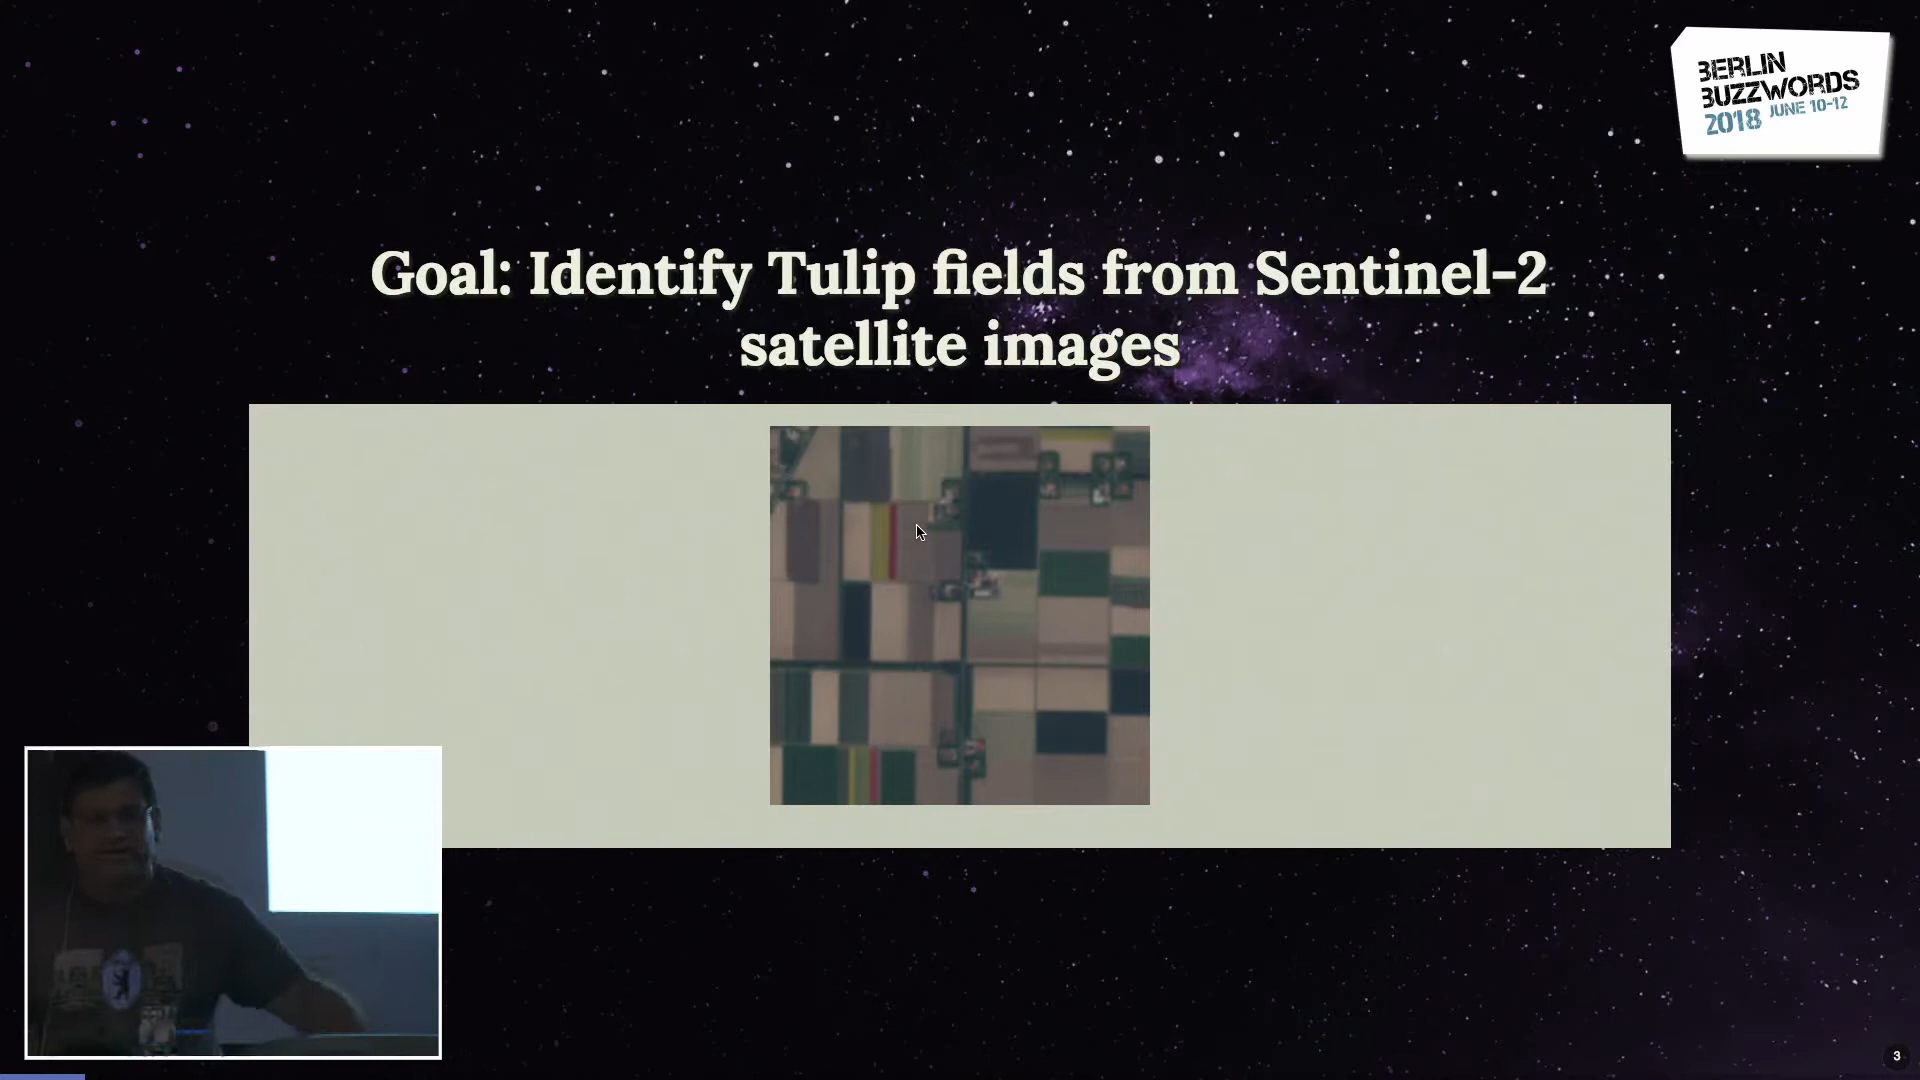 BERLIN
BUZZWORDS
2018 JUNE 10-12
Goal: Identify Tulip fields from Sentinel-2
satellite images
3